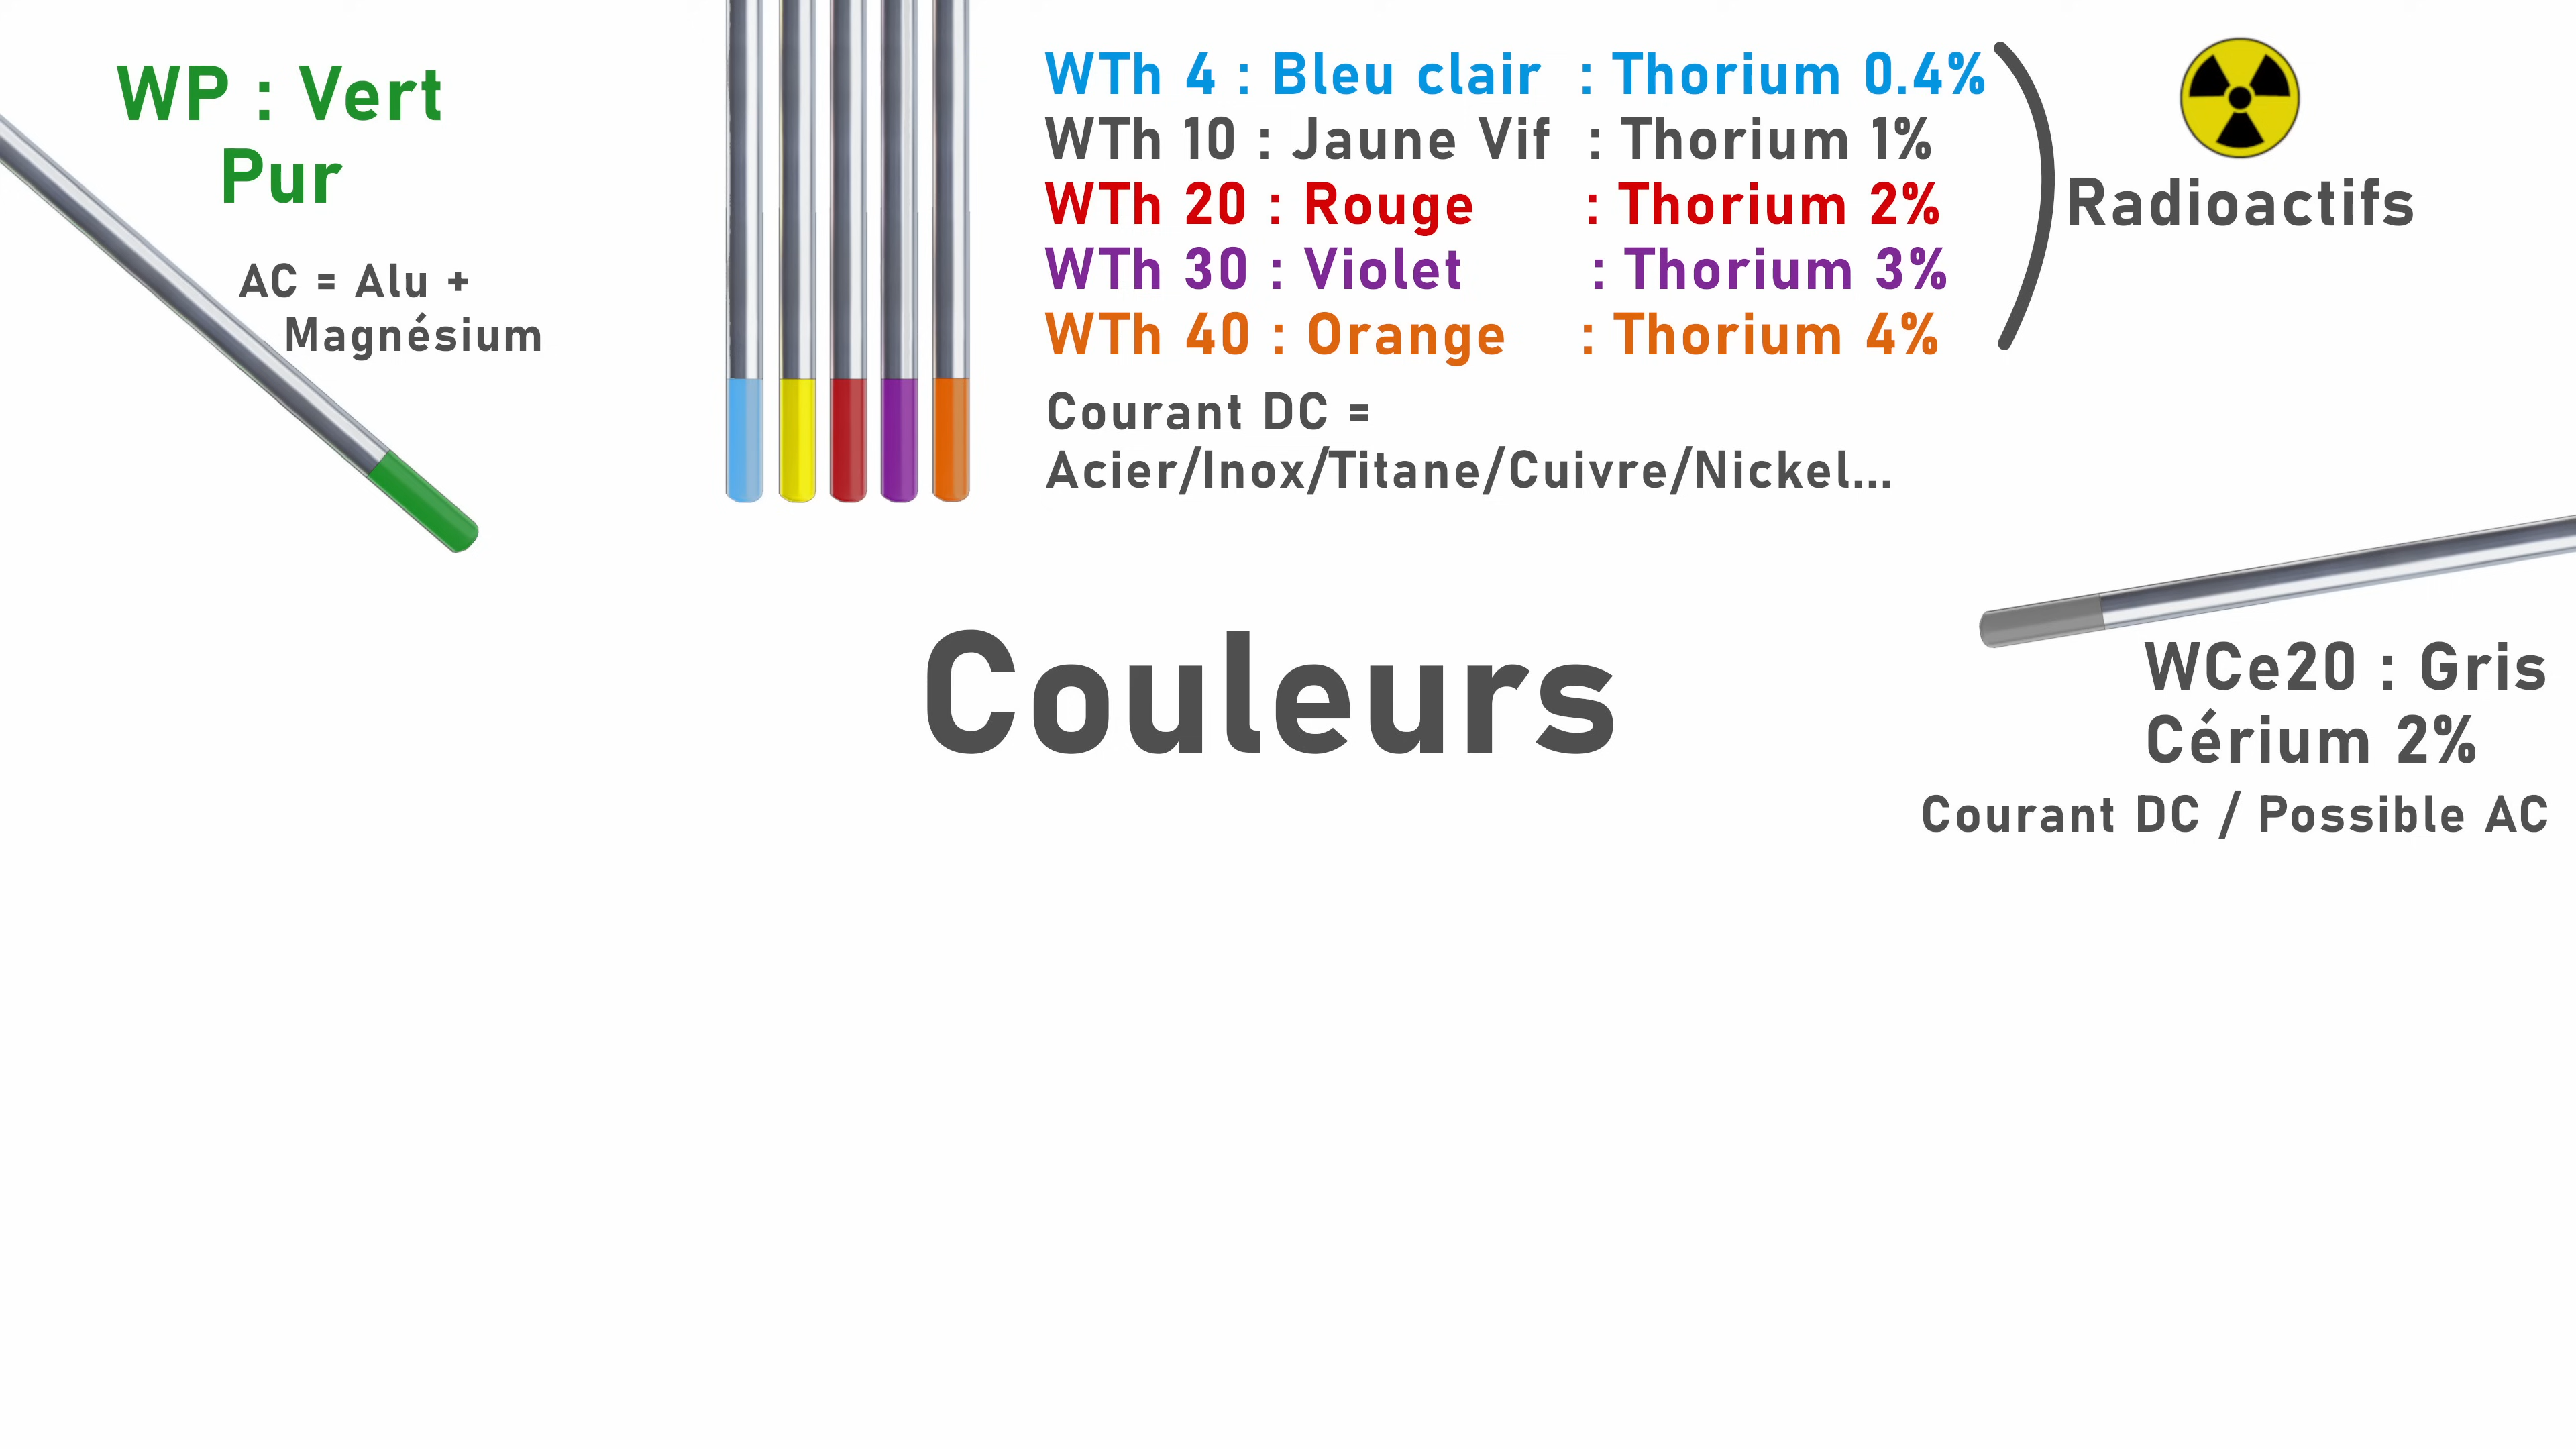 WP : Vert
Pur
AC = Alu +
Magnésium
WTh 4 : Bleu clair : Thorium 0.4%
WTh 10 : Jaune Vif : Thorium 1%
WTh 20 : Rouge : Thorium 2%
WTh 30 : Violet : Thorium 3%
WTh 40 : Orange : Thorium 4%
Courant DC =
Acier/Inox/Titane/Cuivre/Nickel...
Radioactifs
Couleurs
WCe20 : Gris
Cérium 2%
Courant DC / Possible AC